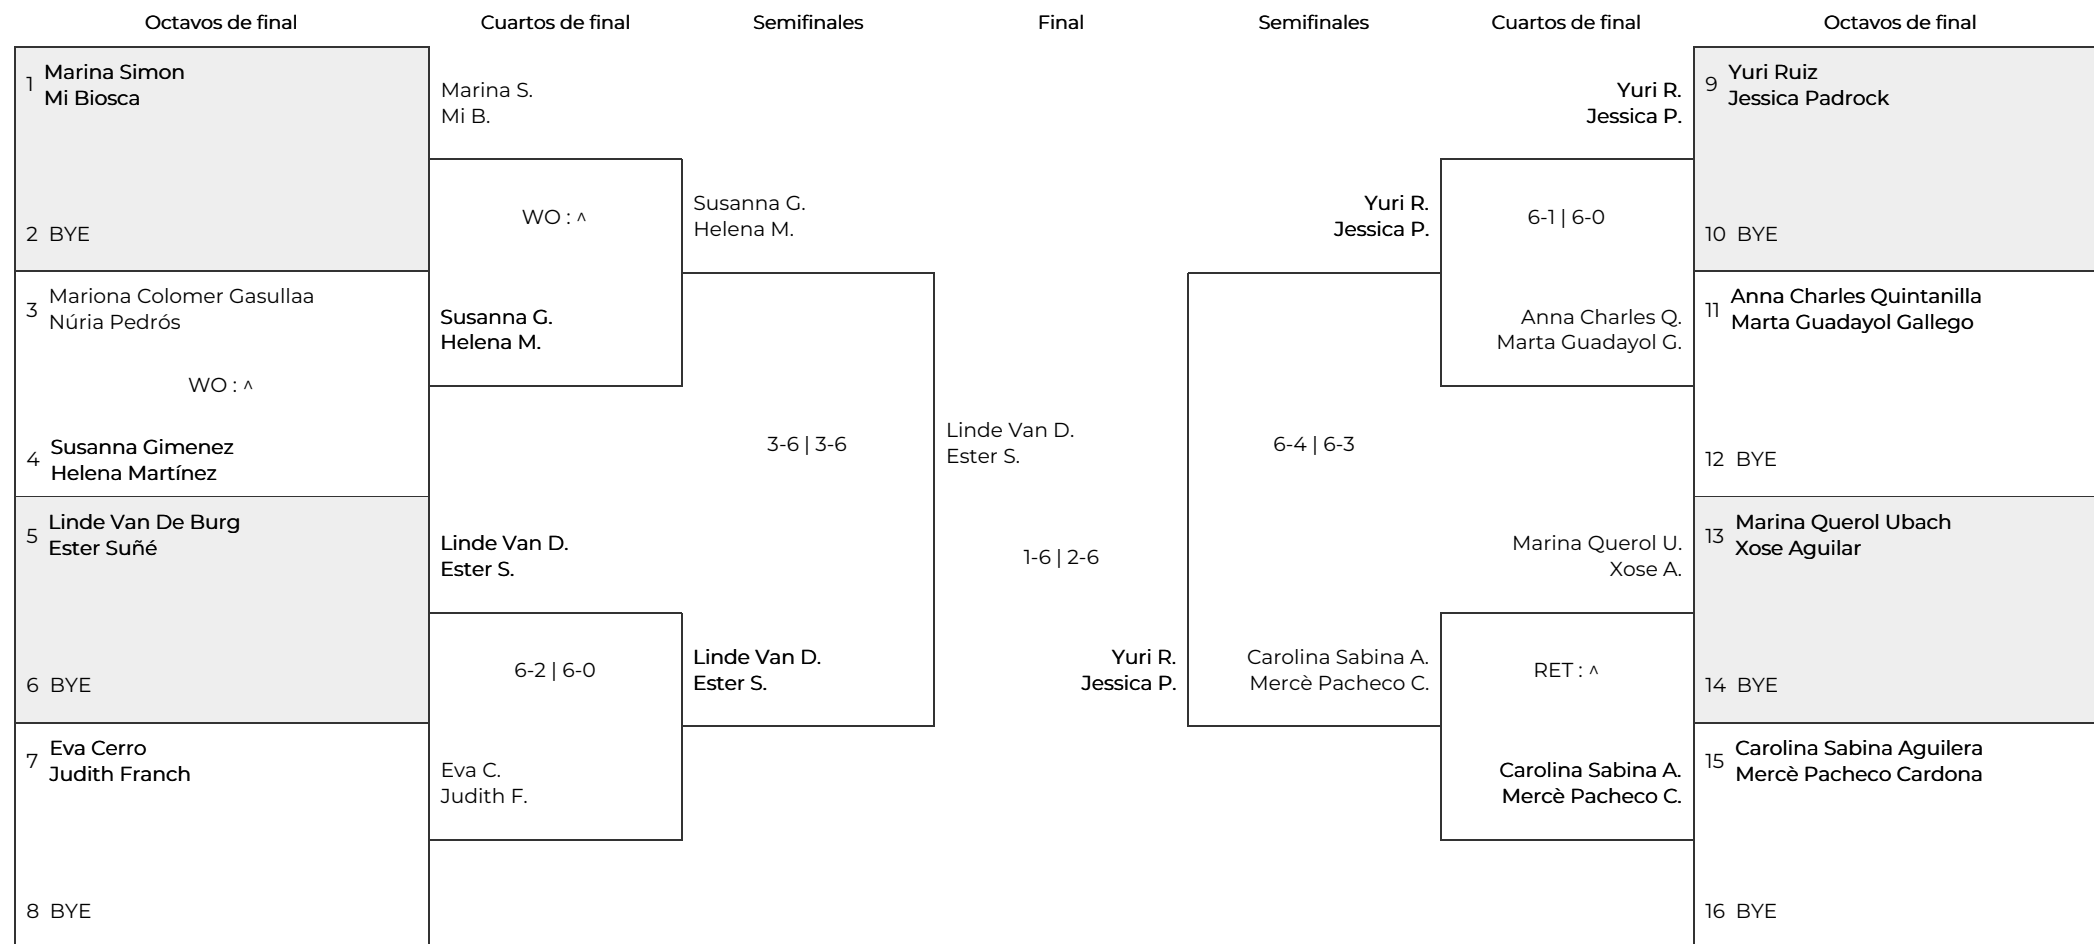 Octavos de final
Cuartos de final
Semifinales
Final
Semifinales
Cuartos de final
Octavos de final
1
Marina Simon
Mi Biosca
2 BYE
3
Mariona Colomer Gasullaa
Núria Pedrós
WO : ^
4
Susanna Gimenez
Helena Martínez
5
Linde Van De Burg
Ester Suñé
6 BYE
7
Eva Cerro
Judith Franch
8 BYE
Marina S.
Mi B.
WO : ^
Susanna G.
Helena M.
Linde Van D.
Ester S.
6-2 | 6-0
Eva C.
Judith F.
Susanna G.
Helena M.
3-6 | 3-6
Linde Van D.
Ester S.
Linde Van D.
Ester S.
1-6 | 2-6
Yuri R.
Jessica P.
Yuri R.
Jessica P.
6-4 | 6-3
Carolina Sabina A.
Mercè Pacheco C.
Yuri R.
Jessica P.
6-1 | 6-0
Anna Charles Q.
Marta Guadayol G.
Marina Querol U.
Xose A.
RET : ^
Carolina Sabina A.
Mercè Pacheco C.
9
Yuri Ruiz
Jessica Padrock
10 BYE
11
Anna Charles Quintanilla
Marta Guadayol Gallego
12 BYE
13
Marina Querol Ubach
Xose Aguilar
14 BYE
15
Carolina Sabina Aguilera
Mercè Pacheco Cardona
16 BYE